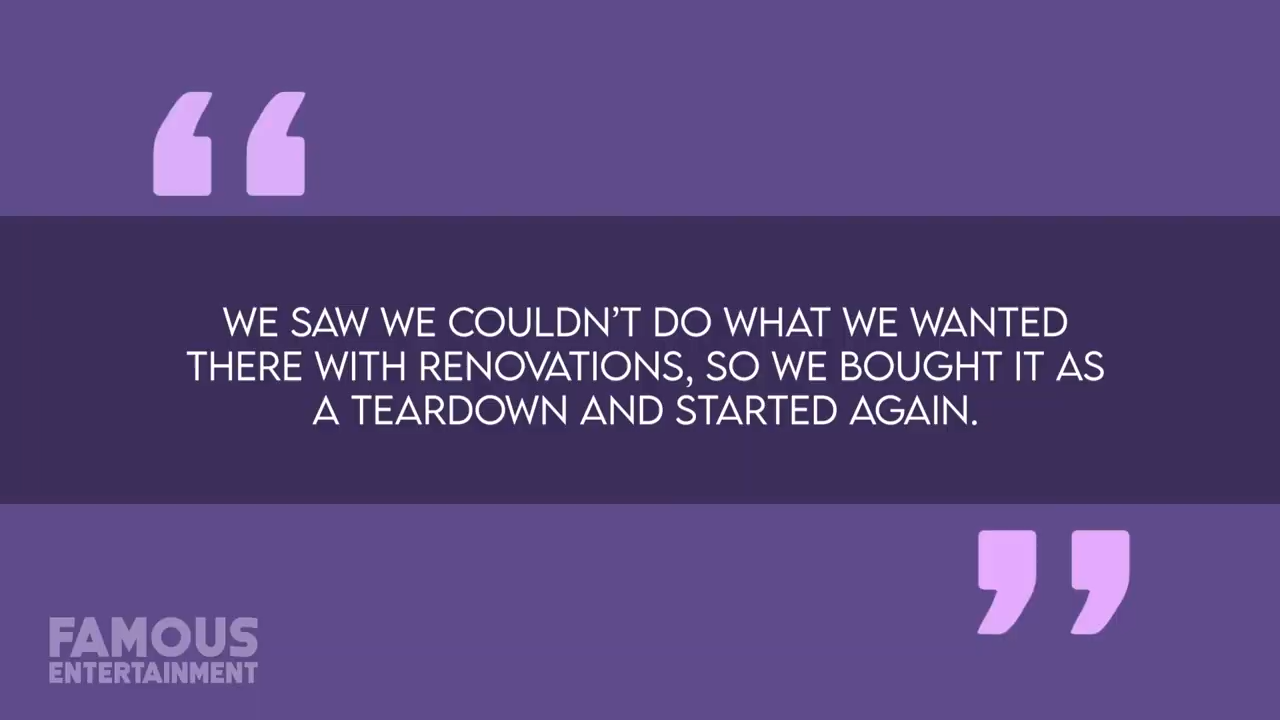 WE SAW WE COULDN'T DO WHAT WE WANTED
THERE WITH RENOVATIONS, SO WE BOUGHT IT AS
A TEARDOWN AND STARTED AGAIN.
FAMOUS
ENTERTAINMENT